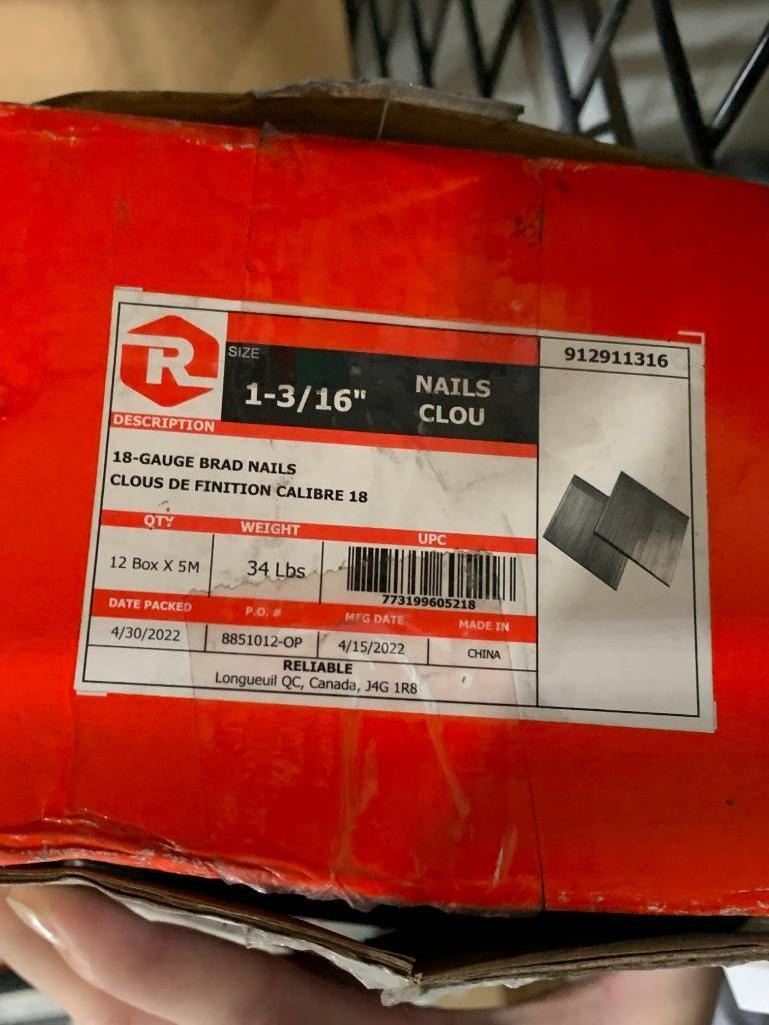 R
SIZE
1-3/16"
NAILS
CLOU
912911316
DESCRIPTION
18-GAUGE BRAD NAILS
CLOUS DE FINITION CALIBRE 18
QTY WEIGHT UPC
12 Box X 5M 34 Lbs
773199605218
DATE PACKED P.O. # MFG DATE MADE IN
4/30/2022 8851012-OP 4/15/2022 CHINA
RELIABLE
Longueuil QC, Canada, J4G 1R8